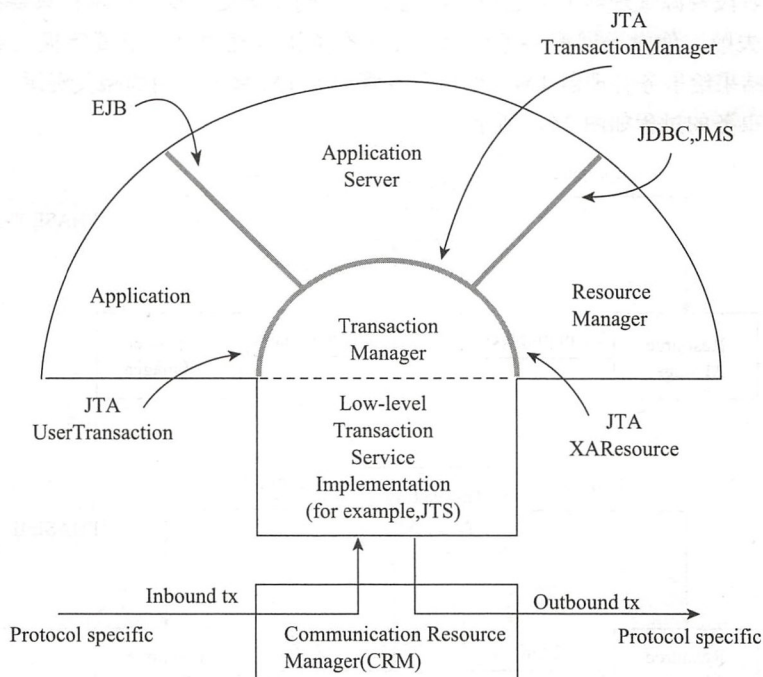 JTA
TransactionManager
EJB
JDBC,JMS
Application
Server
Application
Resource
Manager
Transaction
Manager
JTA
UserTransaction
Low-level
Transaction
Service
Implementation
(for example,JTS)
JTA
XAResource
Inbound tx
Outbound tx
Protocol specific
Communication Resource
Manager(CRM)
Protocol specific